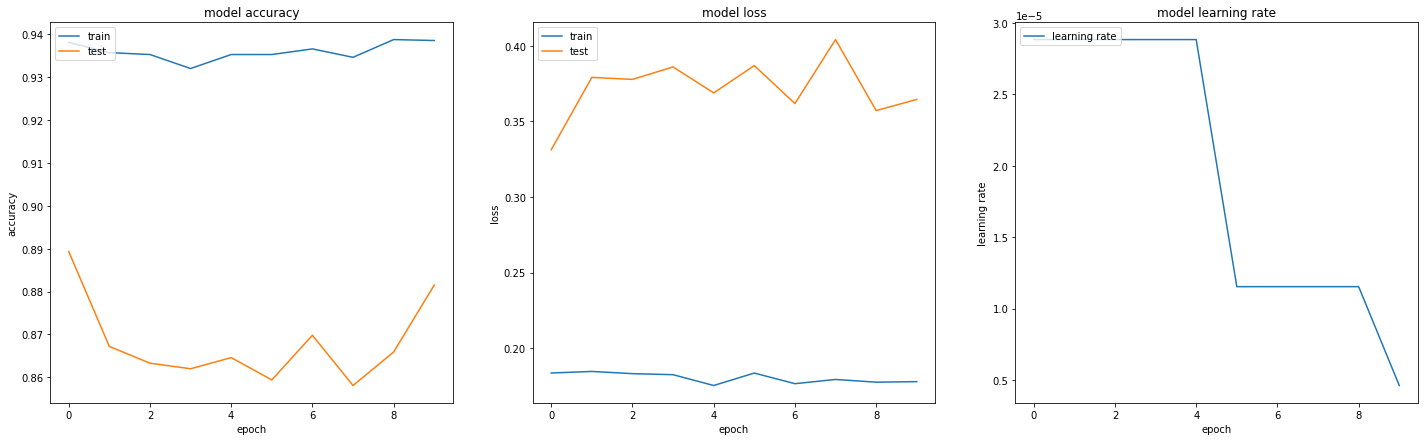 model accuracy
train
test
0.94
0.93
0.92
0.91
0.90
0.89
0.88
0.87
0.86
accuracy
0
2
4
6
8
epoch
model loss
train
test
0.40
0.35
0.30
0.25
0.20
loss
0
2
4
6
8
epoch
model learning rate
1e−5
learning rate
3.0
2.5
2.0
1.5
1.0
0.5
learning rate
0
2
4
6
8
epoch